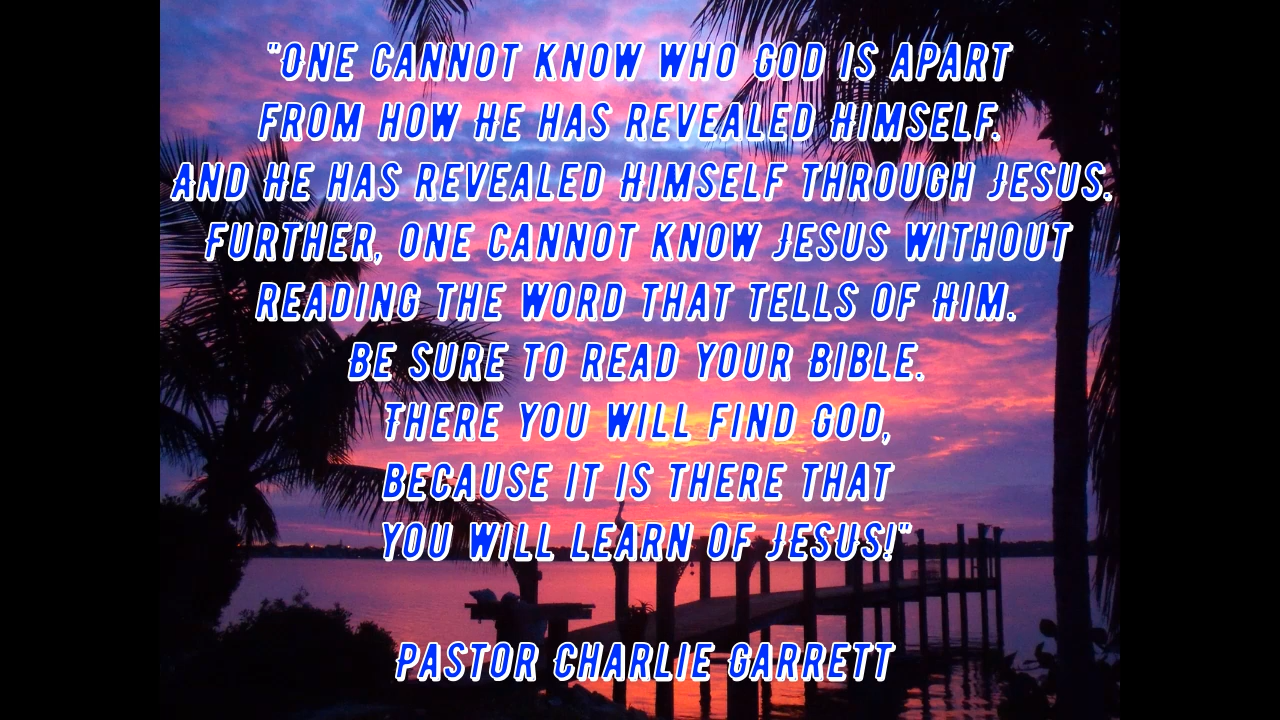 "One cannot know who God is apart
from how He has revealed Himself.
And He has revealed Himself through Jesus.
Further, one cannot know Jesus without
reading the word that tells of Him.
Be sure to read your Bible.
There you will find God,
because it is there that
you will learn of Jesus!"
Pastor Charlie Garrett